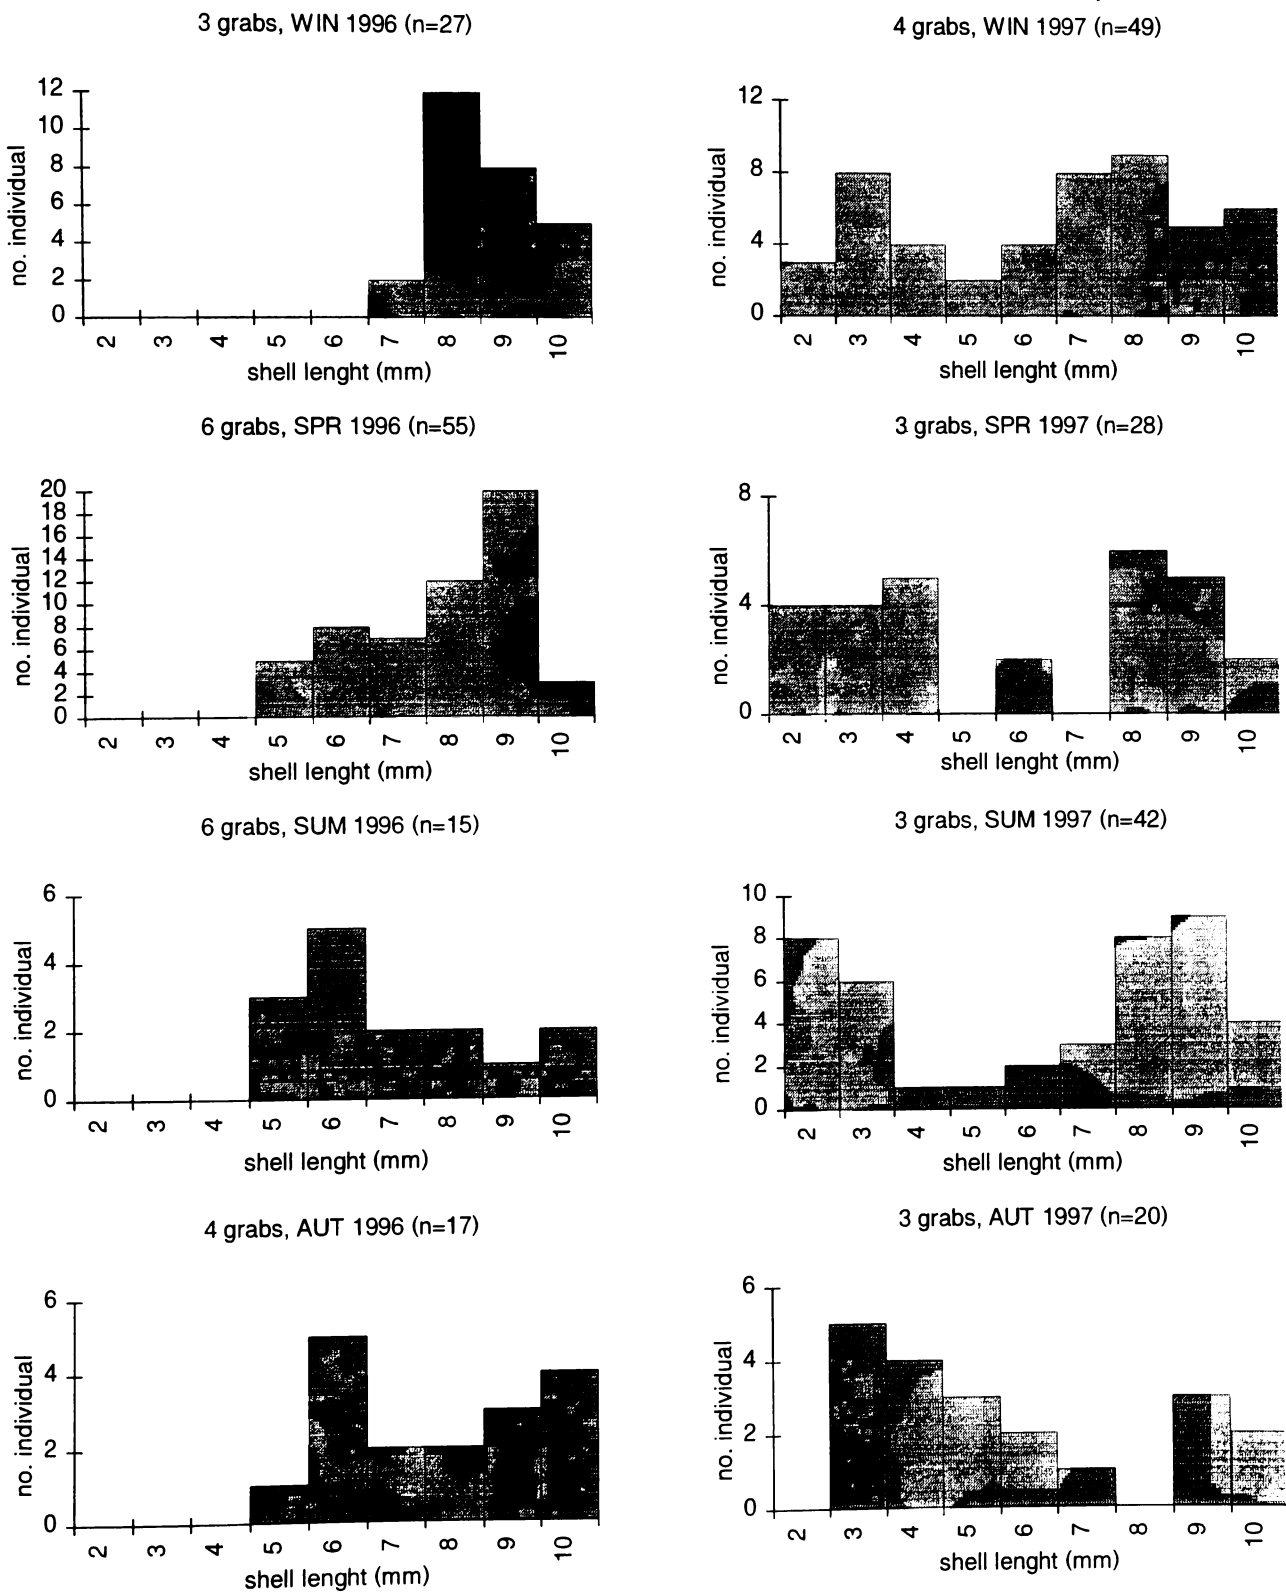 3 grabs, WIN 1996 (n=27)
12
10
8
6
4
2
0
no. individual
2 3 4 5 6 7 8 9 10
shell lenght (mm)
4 grabs, WIN 1997 (n=49)
12
8
4
0
no. individual
2 3 4 5 6 7 8 9 10
shell lenght (mm)
6 grabs, SPR 1996 (n=55)
20
18
16
14
12
10
8
6
4
2
0
no. individual
2 3 4 5 6 7 8 9 10
shell lenght (mm)
3 grabs, SPR 1997 (n=28)
8
4
0
no. individual
2 3 4 5 6 7 8 9 10
shell lenght (mm)
6 grabs, SUM 1996 (n=15)
6
4
2
0
no. individual
2 3 4 5 6 7 8 9 10
shell lenght (mm)
3 grabs, SUM 1997 (n=42)
10
8
6
4
2
0
no. individual
2 3 4 5 6 7 8 9 10
shell lenght (mm)
4 grabs, AUT 1996 (n=17)
6
4
2
0
no. individual
2 3 4 5 6 7 8 9 10
shell lenght (mm)
3 grabs, AUT 1997 (n=20)
6
4
2
0
no. individual
2 3 4 5 6 7 8 9 10
shell lenght (mm)